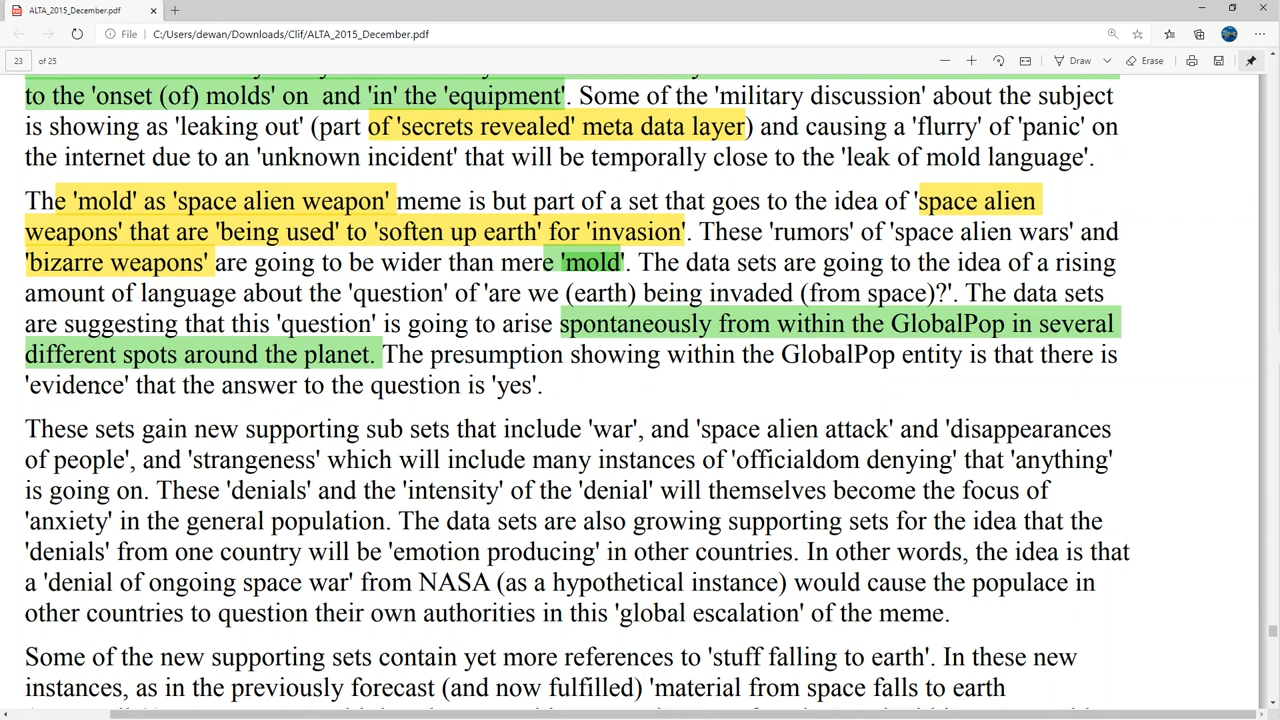 ALTA_2015_December.pdf
File C:/Users/dewan/Downloads/Clif/ALTA_2015_December.pdf
23 of 25 Draw Erase
to the 'onset (of) molds' on and 'in' the 'equipment'. Some of the 'military discussion' about the subject
is showing as 'leaking out' (part of 'secrets revealed' meta data layer) and causing a 'flurry' of 'panic' on
the internet due to an 'unknown incident' that will be temporally close to the 'leak of mold language'.
The 'mold' as 'space alien weapon' meme is but part of a set that goes to the idea of 'space alien
weapons' that are 'being used' to 'soften up earth' for 'invasion'. These 'rumors' of 'space alien wars' and
'bizarre weapons' are going to be wider than mere 'mold'. The data sets are going to the idea of a rising
amount of language about the 'question' of 'are we (earth) being invaded (from space)?'. The data sets
are suggesting that this 'question' is going to arise spontaneously from within the GlobalPop in several
different spots around the planet. The presumption showing within the GlobalPop entity is that there is
'evidence' that the answer to the question is 'yes'.
These sets gain new supporting sub sets that include 'war', and 'space alien attack' and 'disappearances
of people', and 'strangeness' which will include many instances of 'officialdom denying' that 'anything'
is going on. These 'denials' and the 'intensity' of the 'denial' will themselves become the focus of
'anxiety' in the general population. The data sets are also growing supporting sets for the idea that the
'denials' from one country will be 'emotion producing' in other countries. In other words, the idea is that
a 'denial of ongoing space war' from NASA (as a hypothetical instance) would cause the populace in
other countries to question their own authorities in this 'global escalation' of the meme.
Some of the new supporting sets contain yet more references to 'stuff falling to earth'. In these new
instances, as in the previously forecast (and now fulfilled) 'material from space falls to earth